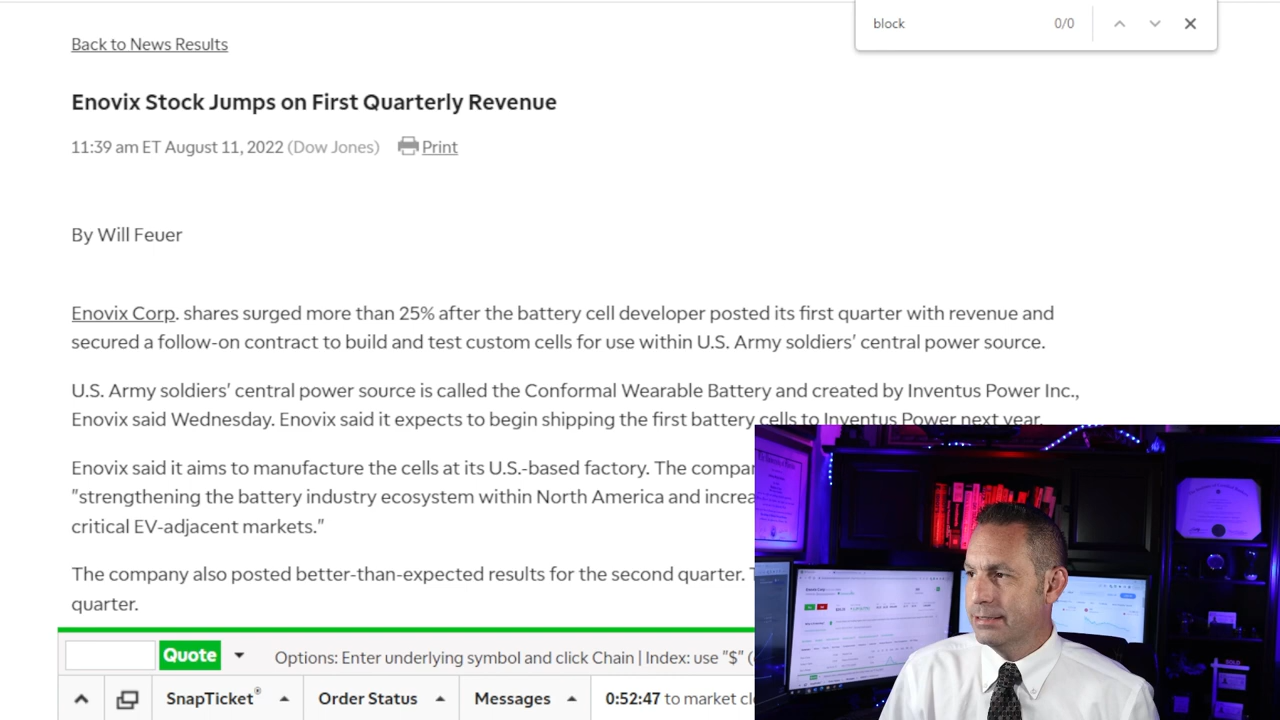 block 0/0
Back to News Results
Enovix Stock Jumps on First Quarterly Revenue
11:39 am ET August 11, 2022 (Dow Jones) Print
By Will Feuer
Enovix Corp. shares surged more than 25% after the battery cell developer posted its first quarter with revenue and
secured a follow-on contract to build and test custom cells for use within U.S. Army soldiers' central power source.
U.S. Army soldiers' central power source is called the Conformal Wearable Battery and created by Inventus Power Inc.,
Enovix said Wednesday. Enovix said it expects to begin shipping the first battery cells to Inventus Power next year.
Enovix said it aims to manufacture the cells at its U.S.-based factory. The compa
"strengthening the battery industry ecosystem within North America and increa
critical EV-adjacent markets."
The company also posted better-than-expected results for the second quarter. T
quarter.
Quote Options: Enter underlying symbol and click Chain | Index: use "$" (
SnapTicket® Order Status Messages 0:52:47 to market cl